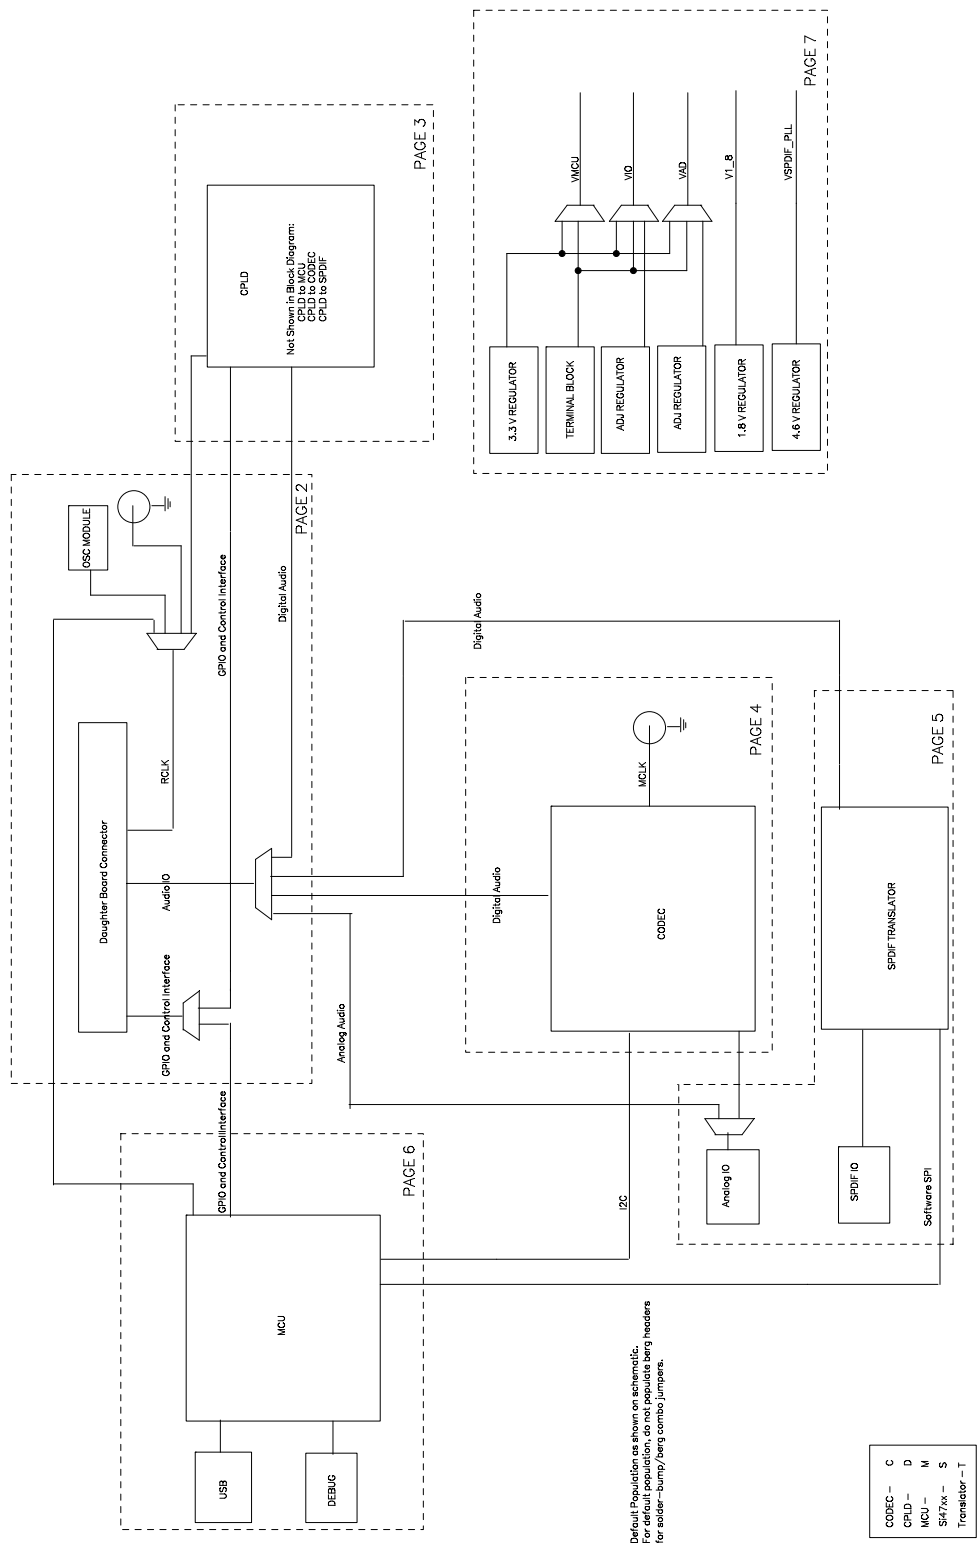 USB
DEBUG
MCU
PAGE 6
GPIO and Control Interface
Daughter Board Connector
GPIO and Control Interface
Audio IO
RCLK
OSC MODULE
PAGE 2
GPIO and Control Interface
Digital Audio
CPLD
Not Shown in Block Diagram:
CPLD to MCU
CPLD to CODEC
CPLD to SPDIF
PAGE 3
Analog Audio
Digital Audio
Digital Audio
CODEC
MCLK
PAGE 4
I2C
Analog IO
SPDIF IO
Software SPI
SPDIF TRANSLATOR
PAGE 5
3.3 V REGULATOR
TERMINAL BLOCK
ADJ REGULATOR
ADJ REGULATOR
1.8 V REGULATOR
4.6 V REGULATOR
VMCU
VIO
VAD
V1_8
VSPDIF_PLL
PAGE 7
Default Population as shown on schematic.
For default population, do not populate berg headers
for solder-bump/berg combo jumpers.
CODEC – C
CPLD – D
MCU – M
Si47xx – S
Translator – T